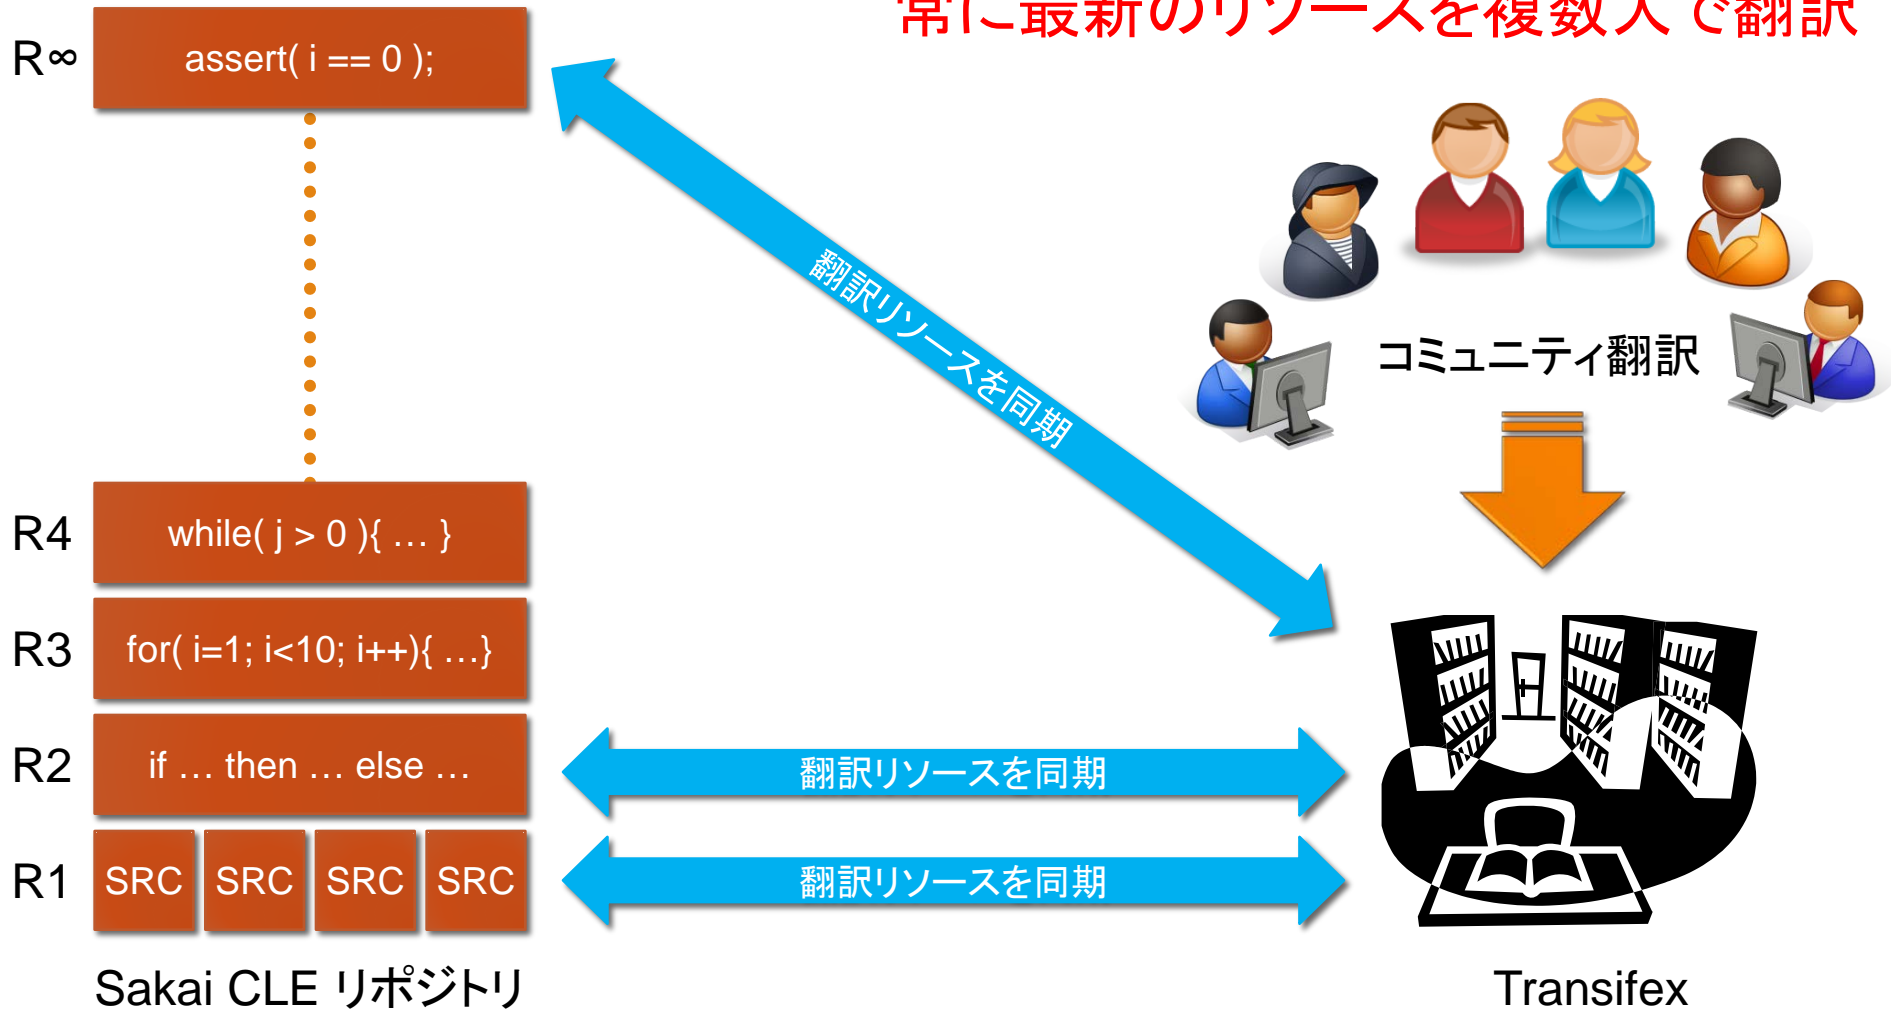 常に最新のリソースを複数人で翻訳
R∞ assert( i == 0 );
翻訳リソースを同期
コミュニティ翻訳
R4 while( j > 0 ){ … }
R3 for( i=1; i<10; i++){ …}
R2 if … then … else …
翻訳リソースを同期
R1 SRC SRC SRC SRC
翻訳リソースを同期
Sakai CLE リポジトリ
Transifex